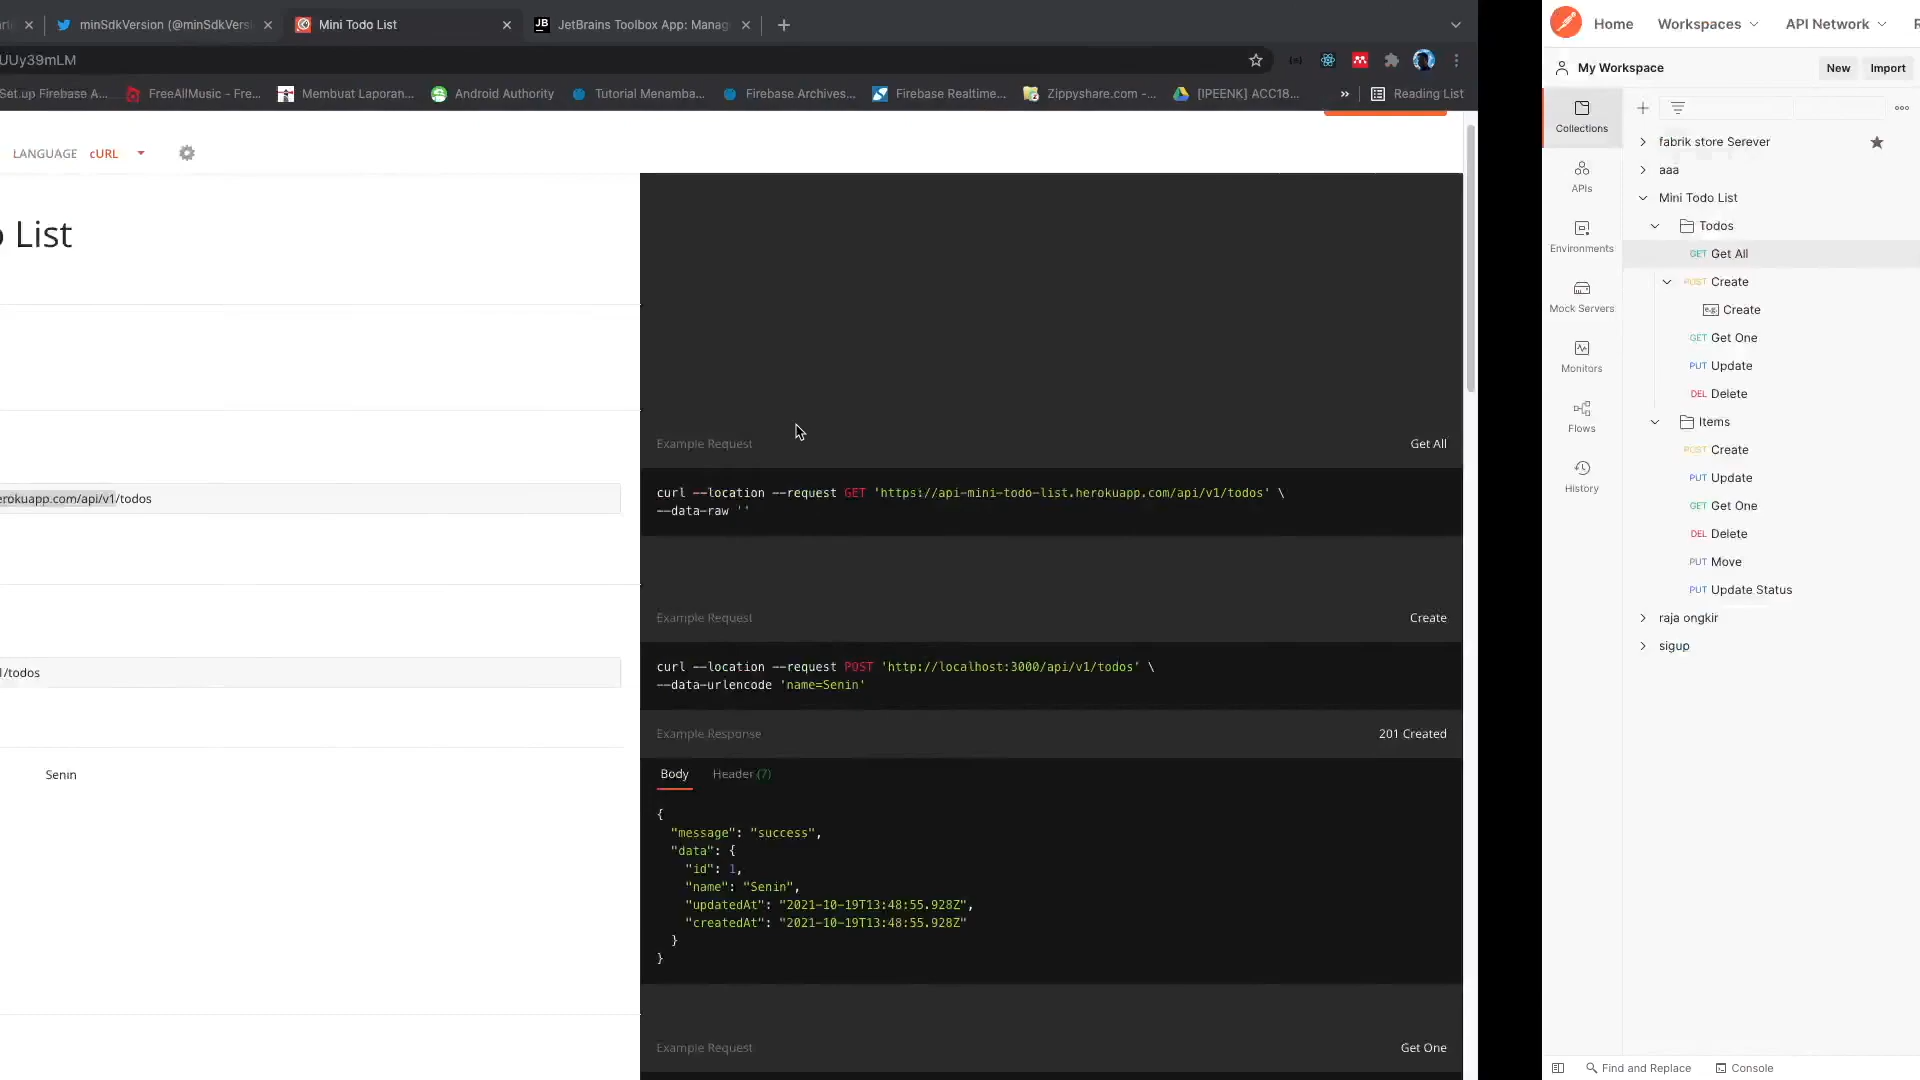 minSdkVersion (@minSdkVersi
Mini Todo List
JB JetBrains Toolbox App: Manag
UUy39mLM
Set up Firebase A...
FreeAllMusic - Fre...
Membuat Laporan...
Android Authority
Tutorial Menamba...
Firebase Archives...
Firebase Realtime...
Zippyshare.com -...
[IPEENK] ACC18...
»
Reading List
LANGUAGE cURL
List
erokuapp.com/api/v1/todos
/todos
Senin
Example Request
Get All
curl --location --request GET 'https://api-mini-todo-list.herokuapp.com/api/v1/todos' \
--data-raw ''
Example Request
Create
curl --location --request POST 'http://localhost:3000/api/v1/todos' \
--data-urlencode 'name=Senin'
Example Response
201 Created
Body
Header (7)
{
"message": "success",
"data": {
"id": 1,
"name": "Senin",
"updatedAt": "2021-10-19T13:48:55.928Z",
"createdAt": "2021-10-19T13:48:55.928Z"
}
}
Example Request
Get One
Home
Workspaces
API Network
My Workspace
New
Import
Collections
APIs
Environments
Mock Servers
Monitors
Flows
History
fabrik store Serever
aaa
Mini Todo List
Todos
GET Get All
POST Create
e.g. Create
GET Get One
PUT Update
DEL Delete
Items
POST Create
PUT Update
GET Get One
DEL Delete
PUT Move
PUT Update Status
raja ongkir
sigup
Find and Replace
Console